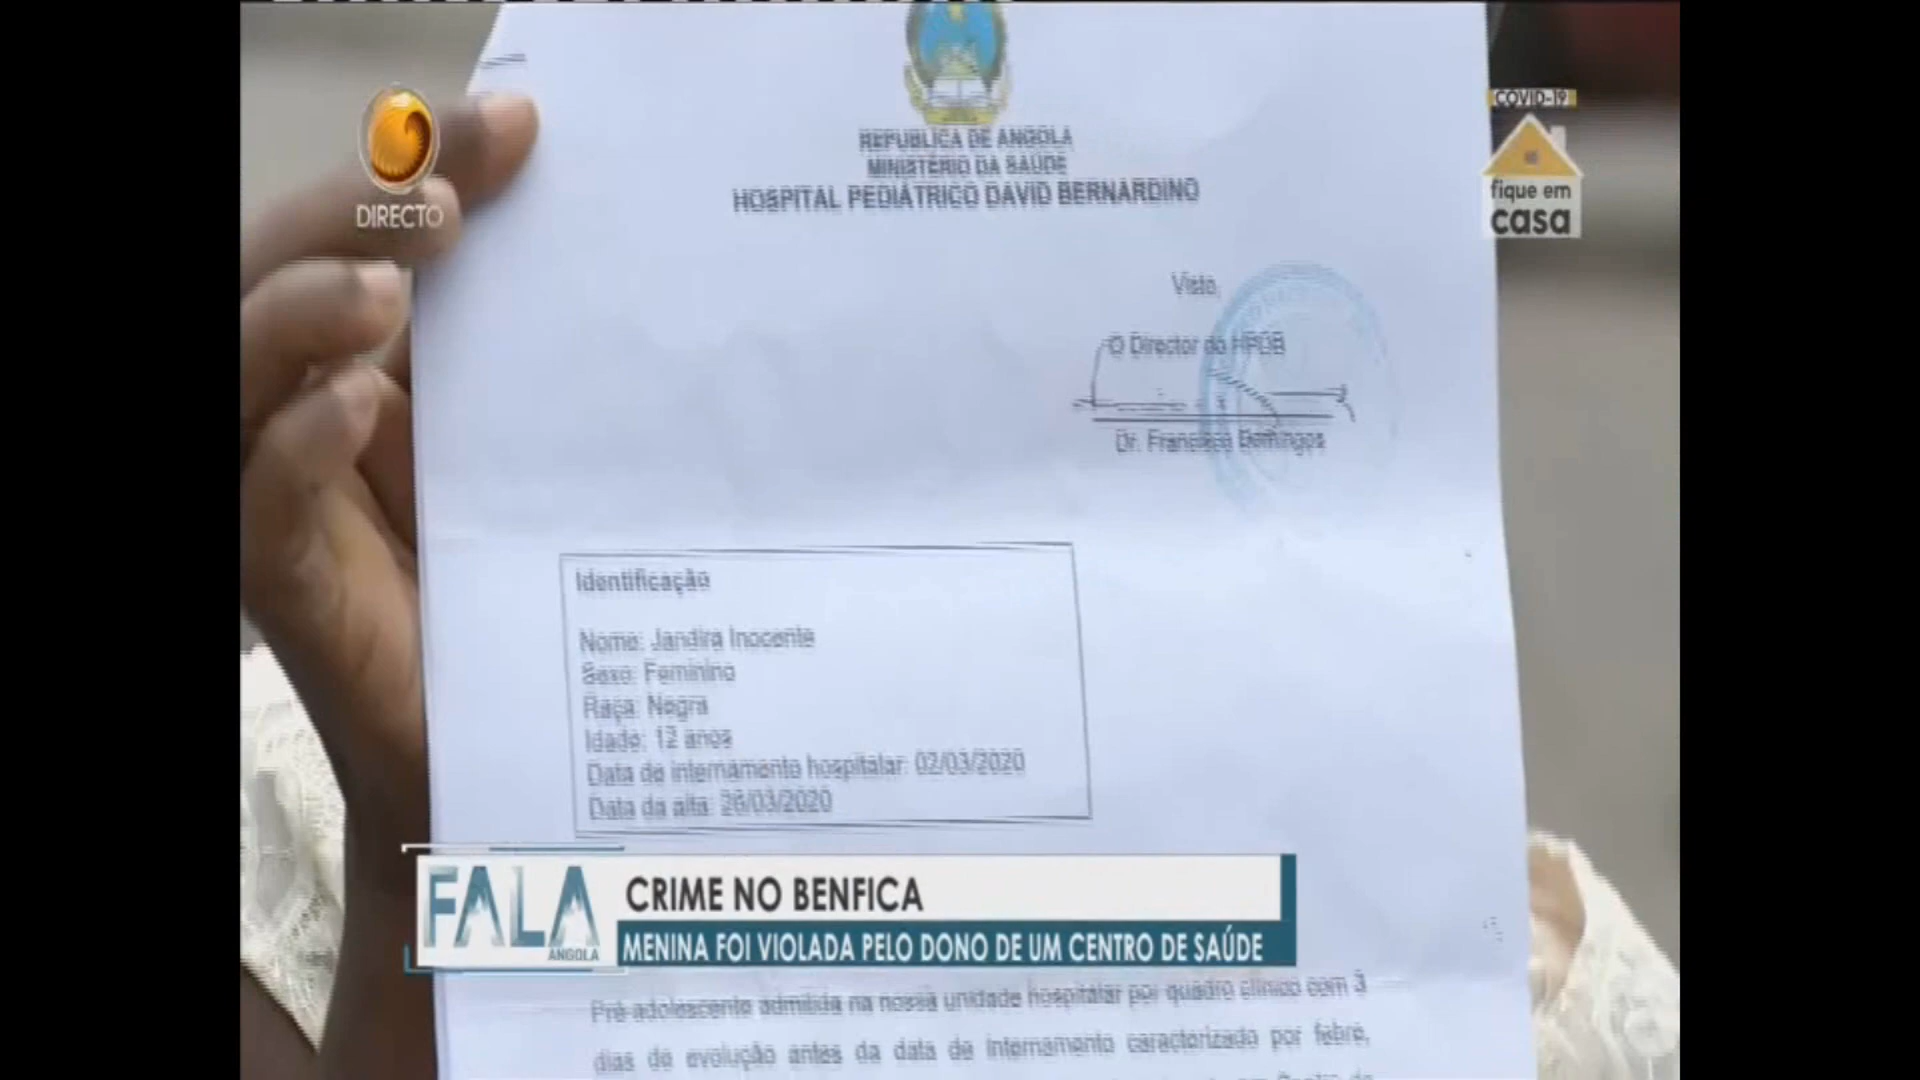 REPÚBLICA DE ANGOLA
MINISTÉRIO DA SAÚDE
HOSPITAL PEDIÁTRICO DAVID BERNARDINO
DIRECTO
COVID-19
fique em
casa
Visto,
O Director do HPDB
Dr. Francisco Domingos
Identificação
Nome: Jandira Inocente
Sexo: Feminino
Raça: Negra
Idade: 12 anos
Data de internamento hospitalar: 02/03/2020
Data da alta: 26/03/2020
FALA
ANGOLA
CRIME NO BENFICA
MENINA FOI VIOLADA PELO DONO DE UM CENTRO DE SAÚDE
Pré-adolescente admitida na nossa unidade hospitalar por quadro clínico com 3
dias de evolução antes da data de internamento caracterizado por febre,